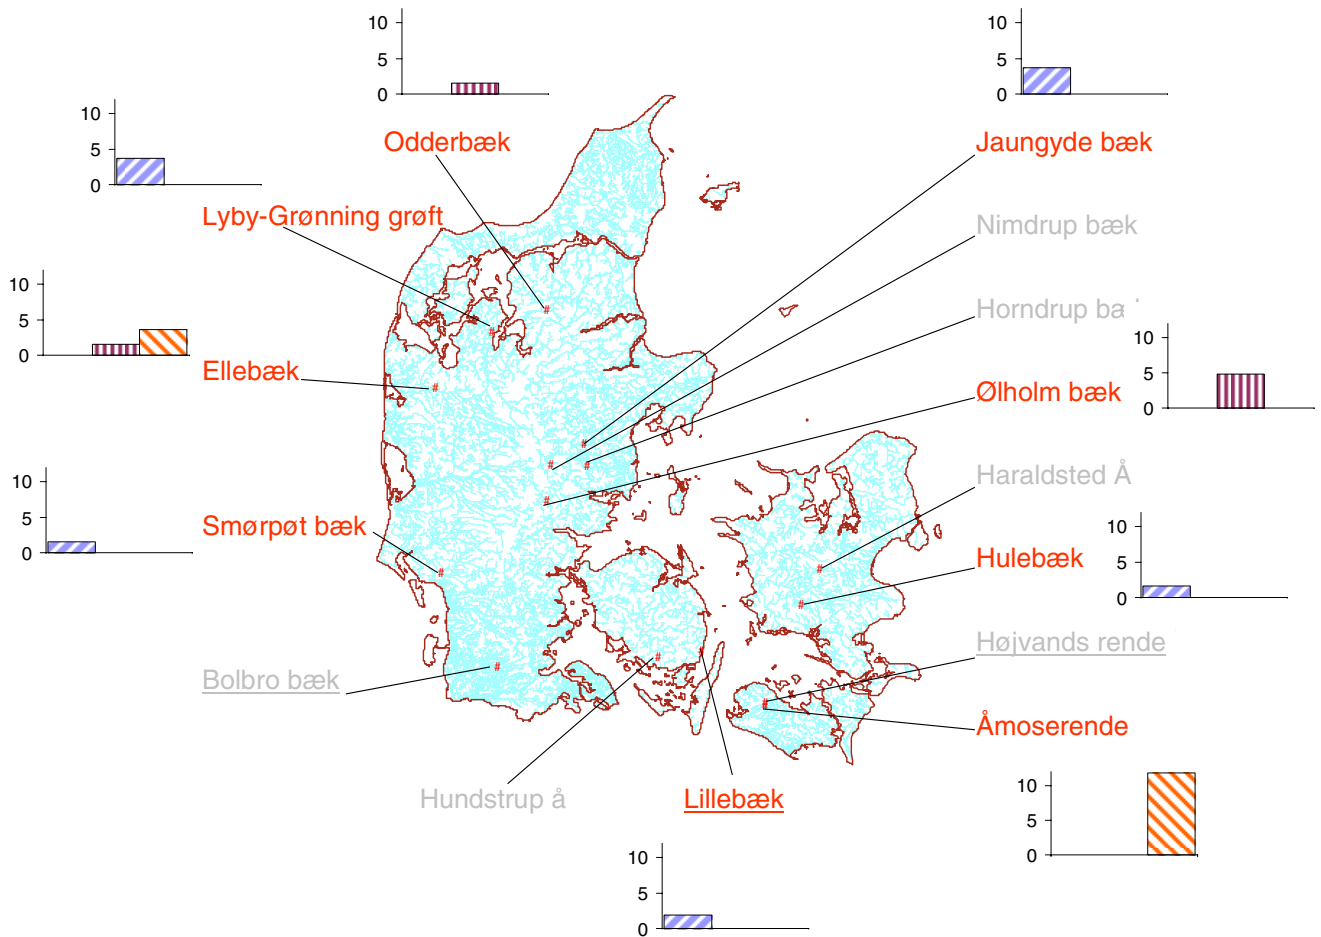 10
5
0
10
5
0
10
5
0
Odderbæk
Jaungyde bæk
Lyby-Grønning grøft
Nimdrup bæk
10
5
0
Horndrup bæ
10
5
0
Ellebæk
Ølholm bæk
10
5
0
Haraldsted Å
Smørpøt bæk
10
5
0
Hulebæk
Højvands rende
Bolbro bæk
Åmoserende
Hundstrup å
Lillebæk
10
5
0
10
5
0